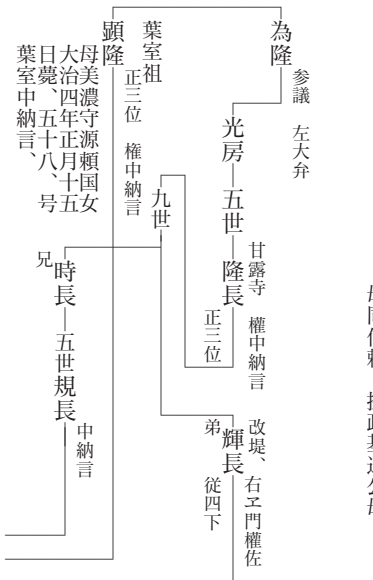 為隆
参議　左大弁
光房―五世―隆長
甘露寺　權中納言
正三位
九世
輝長
改堤、右ヱ門權佐
弟　従四下
兄
時長―五世規長
中納言
顕隆
葉室祖
正三位　権中納言
母美濃守源頼国女
大治四年正月十五
日薨、五十八、号
葉室中納言、